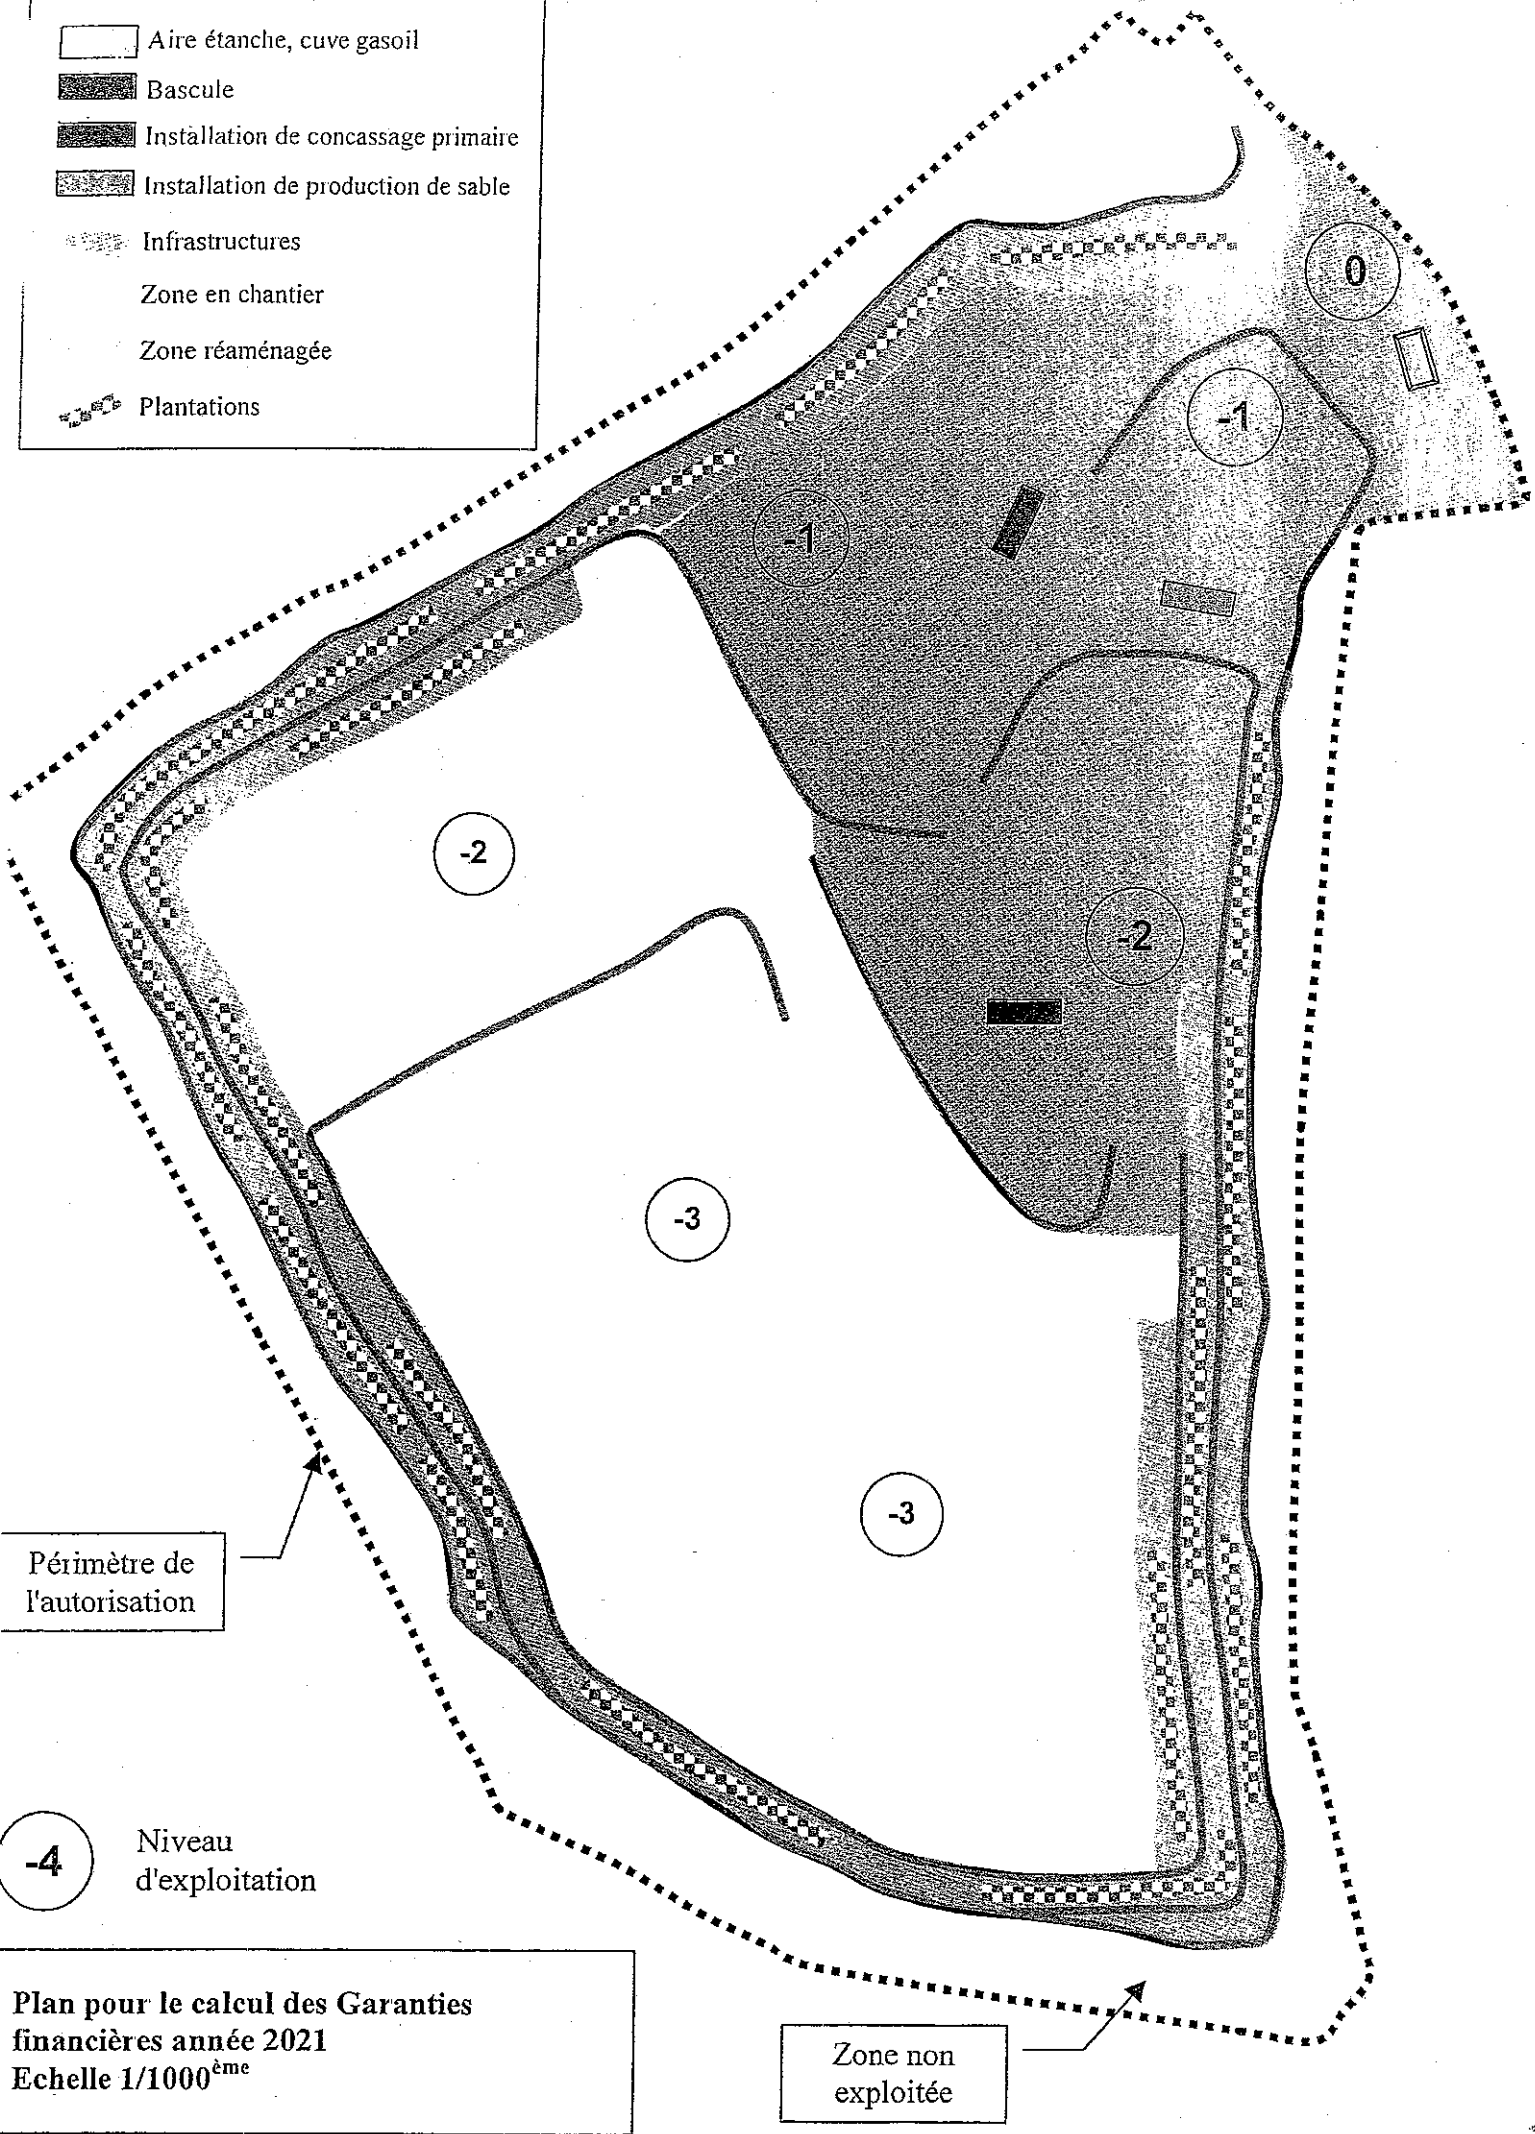 Aire étanche, cuve gasoil
Bascule
Installation de concassage primaire
Installation de production de sable
Infrastructures
Zone en chantier
Zone réaménagée
Plantations
0
-1
-1
-2
-2
-3
-3
Périmètre de
l'autorisation
-4
Niveau
d'exploitation
Plan pour le calcul des Garanties
financières année 2021
Echelle 1/1000ème
Zone non
exploitée